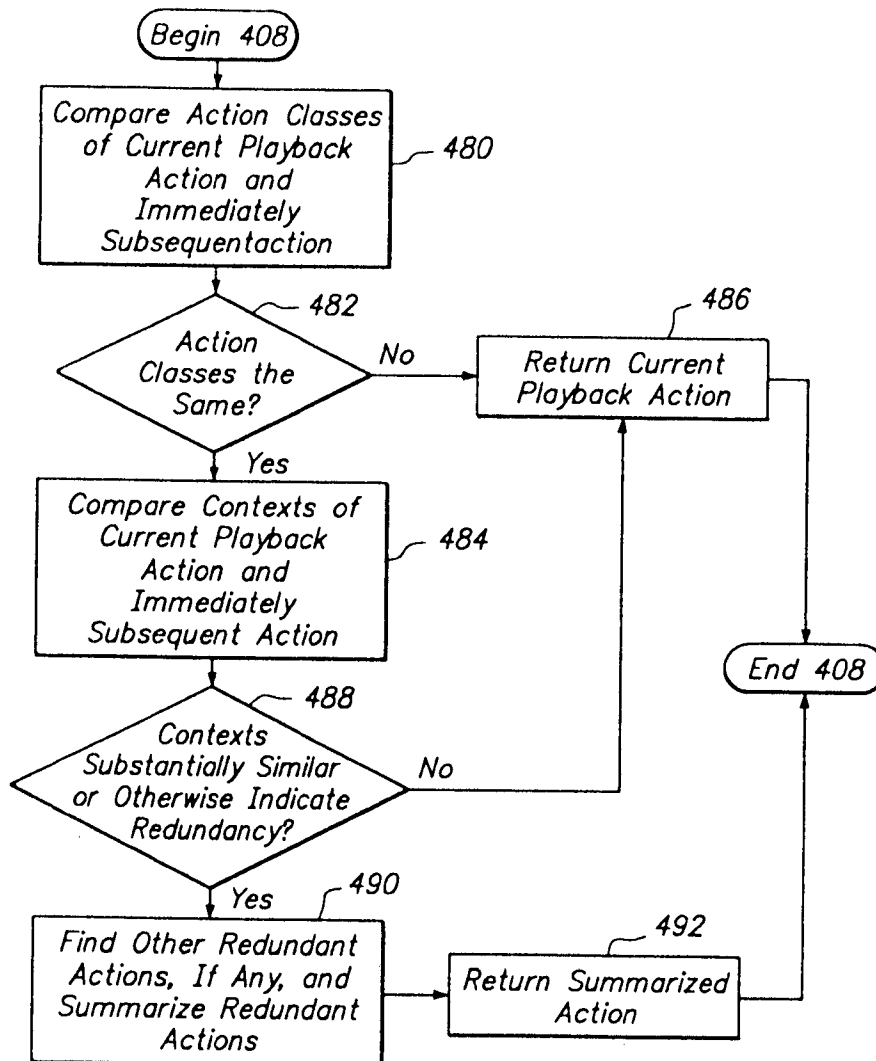 Begin 408
Compare Action Classes
of Current Playback
Action and
Immediately
Subsequentaction
480
482
Action
Classes the
Same?
No
486
Return Current
Playback Action
Yes
Compare Contexts of
Current Playback
Action and
Immediately
Subsequent Action
484
488
Contexts
Substantially Similar
or Otherwise Indicate
Redundancy?
No
End 408
Yes
490
Find Other Redundant
Actions, If Any, and
Summarize Redundant
Actions
492
Return Summarized
Action